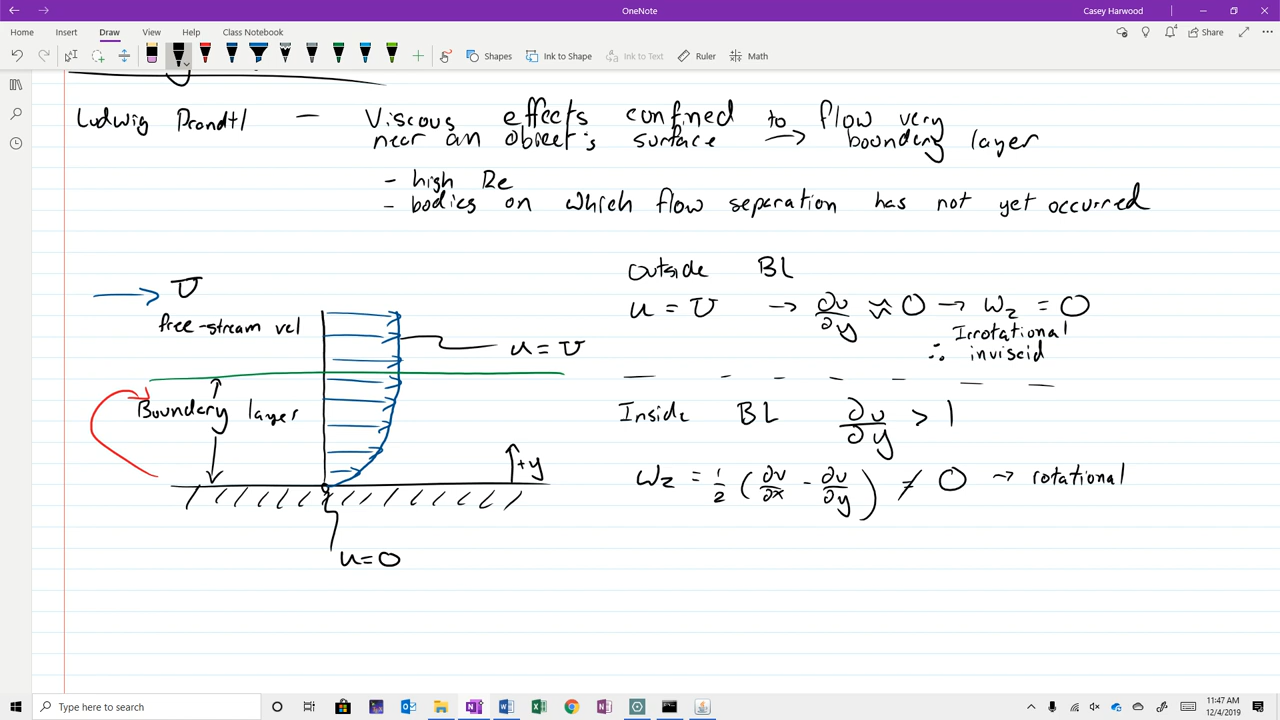 OneNote
Casey Harwood
Home Insert Draw View Help Class Notebook
Share
Shapes Ink to Shape Ink to Text Ruler Math
Ludwig Prandtl — Viscous effects confined to flow very
near an object's surface → boundary layer
- high Re
- bodies on which flow separation has not yet occurred
→ U
free-stream vel
u = U
Boundary layer
+y
u=0
Outside BL
u = U → ∂u/∂y ≈ 0 → ω_z = 0
Irrotational
∴ inviscid
Inside BL ∂u/∂y > 1
ω_z = 1/2 (∂v/∂x - ∂u/∂y) ≠ 0 → rotational
Type here to search
11:47 AM
12/4/2019